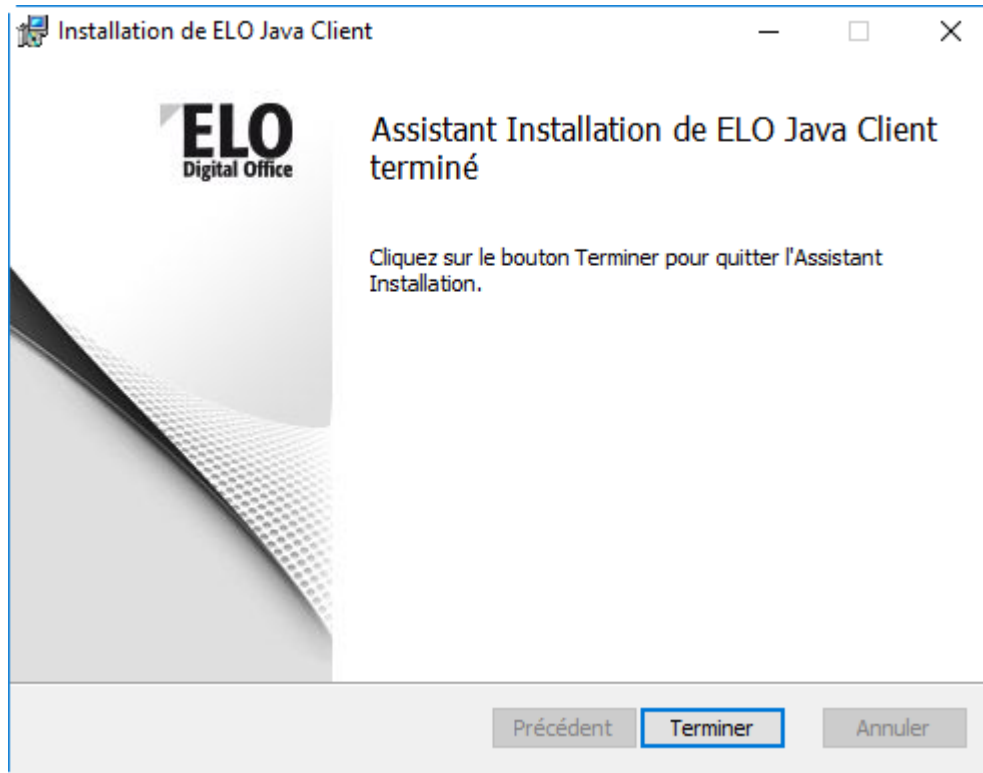 Installation de ELO Java Client
ELO
Digital Office
Assistant Installation de ELO Java Client
terminé
Cliquez sur le bouton Terminer pour quitter l'Assistant
Installation.
Précédent
Terminer
Annuler